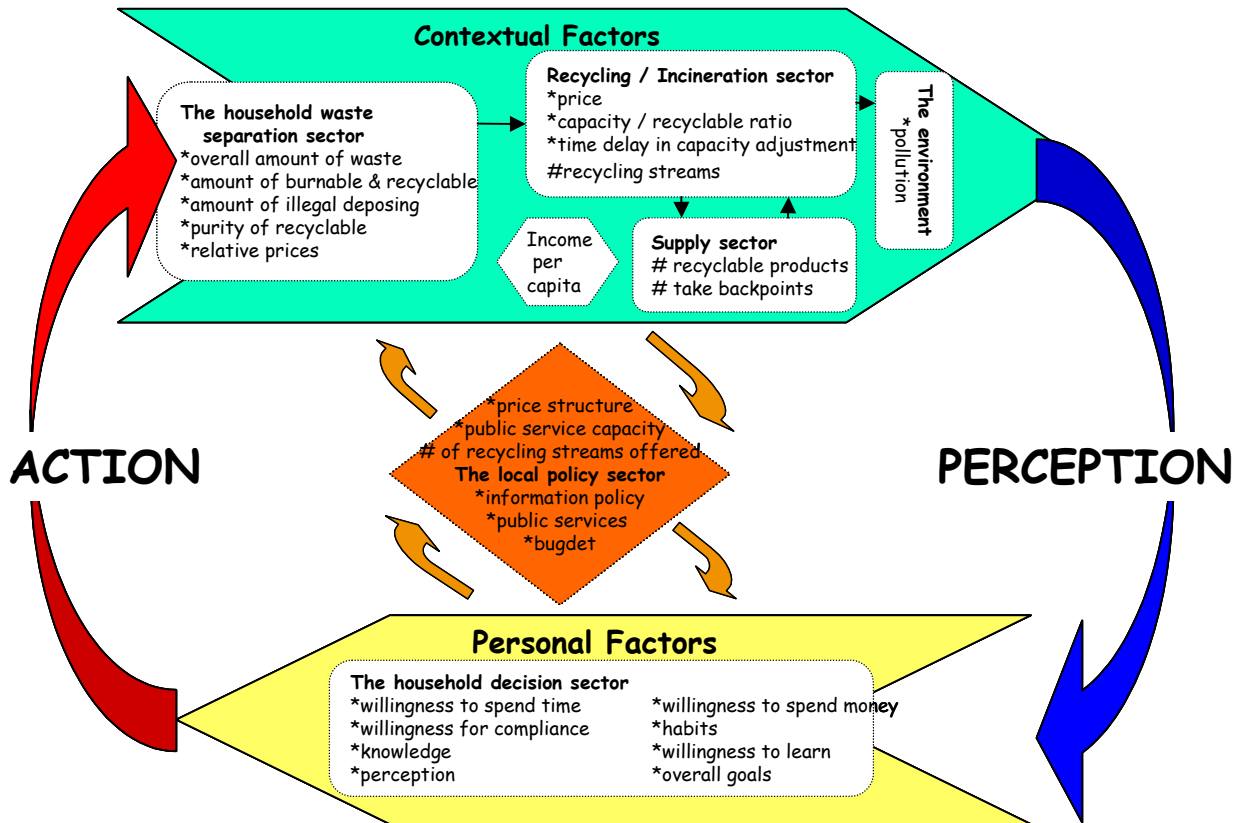 Contextual Factors
The household waste
separation sector
*overall amount of waste
*amount of burnable & recyclable
*amount of illegal deposing
*purity of recyclable
*relative prices
Recycling / Incineration sector
*price
*capacity / recyclable ratio
*time delay in capacity adjustment
#recycling streams
The environment
*pollution
Income
per
capita
Supply sector
# recyclable products
# take backpoints
ACTION
*price structure
*public service capacity
# of recycling streams offered
The local policy sector
*information policy
*public services
*bugdet
PERCEPTION
Personal Factors
The household decision sector
*willingness to spend time
*willingness for compliance
*knowledge
*perception
*willingness to spend money
*habits
*willingness to learn
*overall goals